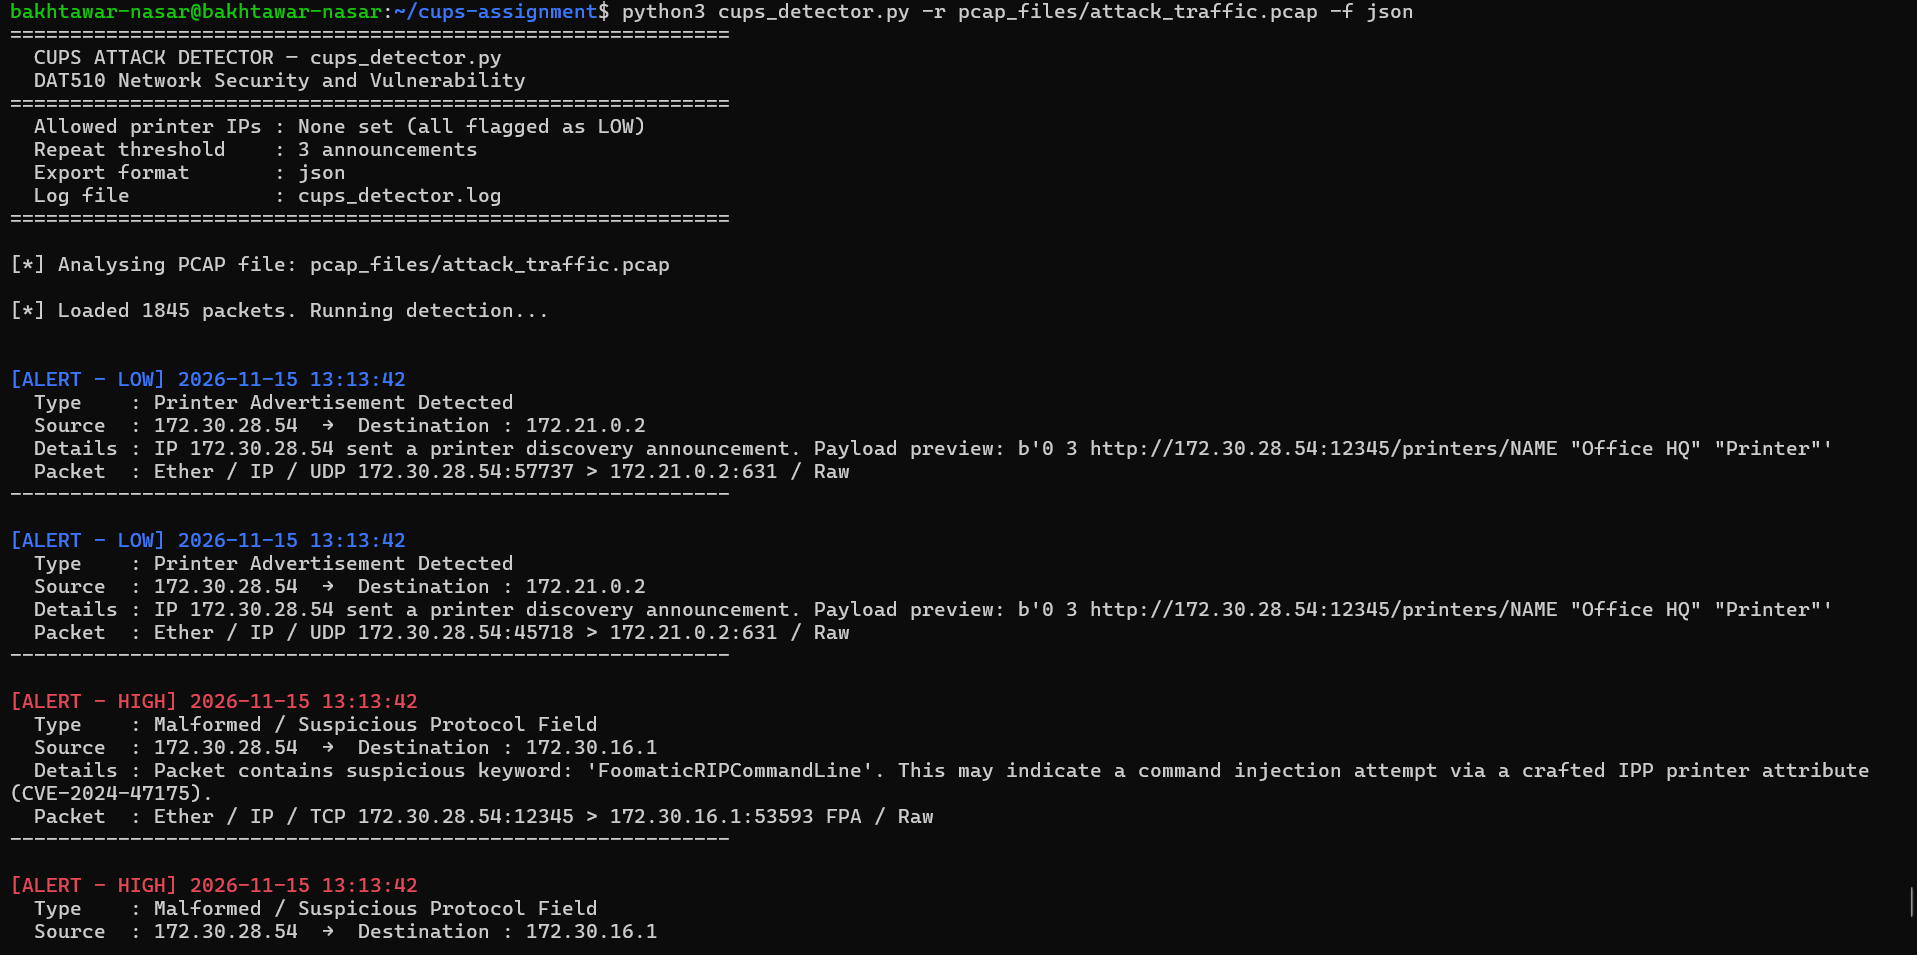 bakhtawar-nasar@bakhtawar-nasar:~/cups-assignment$ python3 cups_detector.py -r pcap_files/attack_traffic.pcap -f json
============================================================
  CUPS ATTACK DETECTOR — cups_detector.py
  DAT510 Network Security and Vulnerability
============================================================
  Allowed printer IPs : None set (all flagged as LOW)
  Repeat threshold    : 3 announcements
  Export format       : json
  Log file            : cups_detector.log
============================================================

[*] Analysing PCAP file: pcap_files/attack_traffic.pcap

[*] Loaded 1845 packets. Running detection...


[ALERT - LOW] 2026-11-15 13:13:42
  Type    : Printer Advertisement Detected
  Source  : 172.30.28.54  →  Destination : 172.21.0.2
  Details : IP 172.30.28.54 sent a printer discovery announcement. Payload preview: b'0 3 http://172.30.28.54:12345/printers/NAME "Office HQ" "Printer"'
  Packet  : Ether / IP / UDP 172.30.28.54:57737 > 172.21.0.2:631 / Raw
------------------------------------------------------------

[ALERT - LOW] 2026-11-15 13:13:42
  Type    : Printer Advertisement Detected
  Source  : 172.30.28.54  →  Destination : 172.21.0.2
  Details : IP 172.30.28.54 sent a printer discovery announcement. Payload preview: b'0 3 http://172.30.28.54:12345/printers/NAME "Office HQ" "Printer"'
  Packet  : Ether / IP / UDP 172.30.28.54:45718 > 172.21.0.2:631 / Raw
------------------------------------------------------------

[ALERT - HIGH] 2026-11-15 13:13:42
  Type    : Malformed / Suspicious Protocol Field
  Source  : 172.30.28.54  →  Destination : 172.30.16.1
  Details : Packet contains suspicious keyword: 'FoomaticRIPCommandLine'. This may indicate a command injection attempt via a crafted IPP printer attribute
(CVE-2024-47175).
  Packet  : Ether / IP / TCP 172.30.28.54:12345 > 172.30.16.1:53593 FPA / Raw
------------------------------------------------------------

[ALERT - HIGH] 2026-11-15 13:13:42
  Type    : Malformed / Suspicious Protocol Field
  Source  : 172.30.28.54  →  Destination : 172.30.16.1